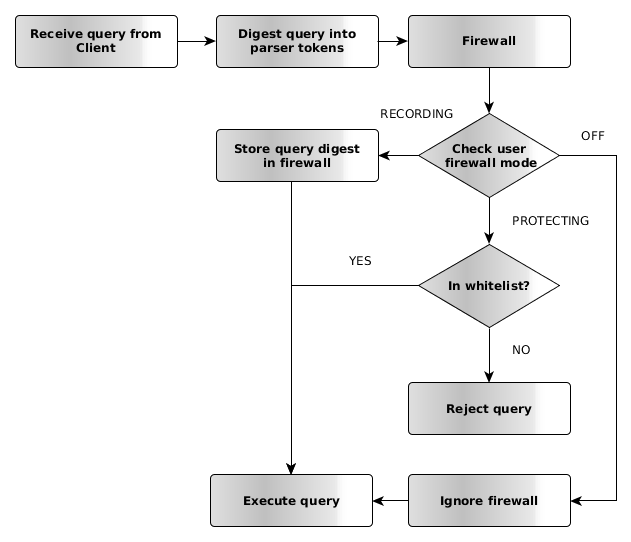 Receive query from
Client
Digest query into
parser tokens
Firewall
RECORDING
OFF
Store query digest
in firewall
Check user
firewall mode
PROTECTING
YES
In whitelist?
NO
Reject query
Execute query
Ignore firewall